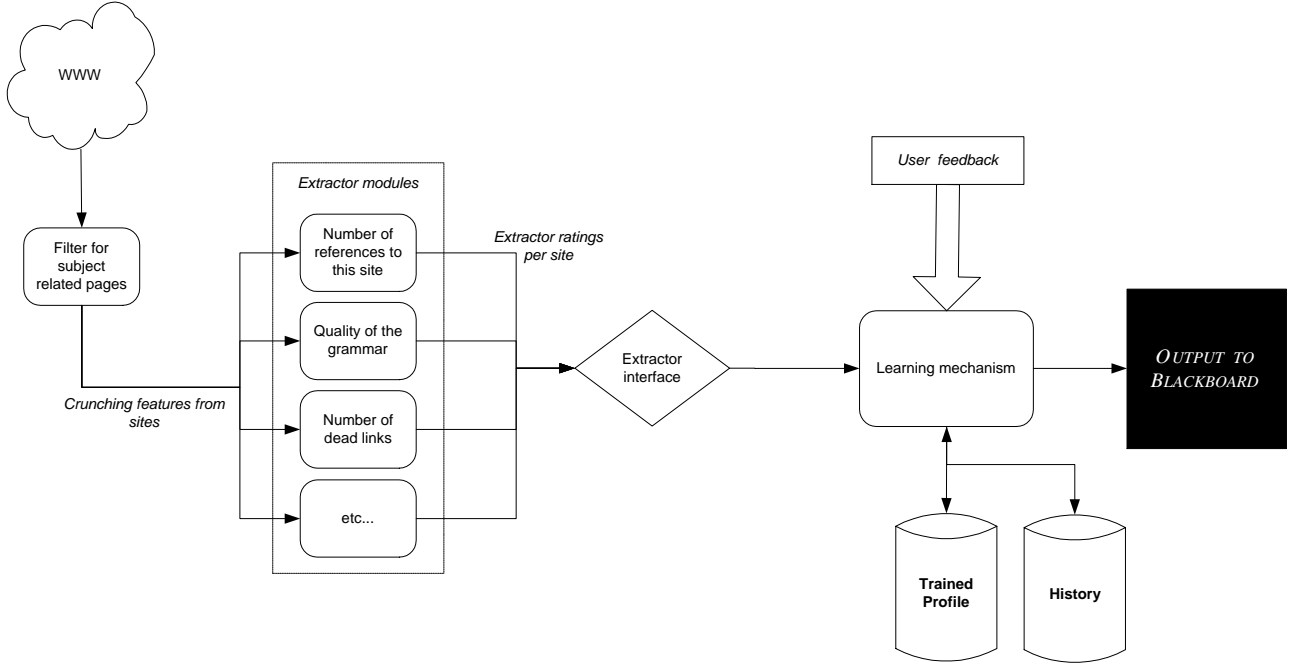 WWW
Filter for
subject
related pages
Crunching features from
sites
Extractor modules
Number of
references to
this site
Quality of the
grammar
Number of
dead links
etc...
Extractor ratings
per site
Extractor
interface
User feedback
Learning mechanism
OUTPUT TO
BLACKBOARD
Trained
Profile
History